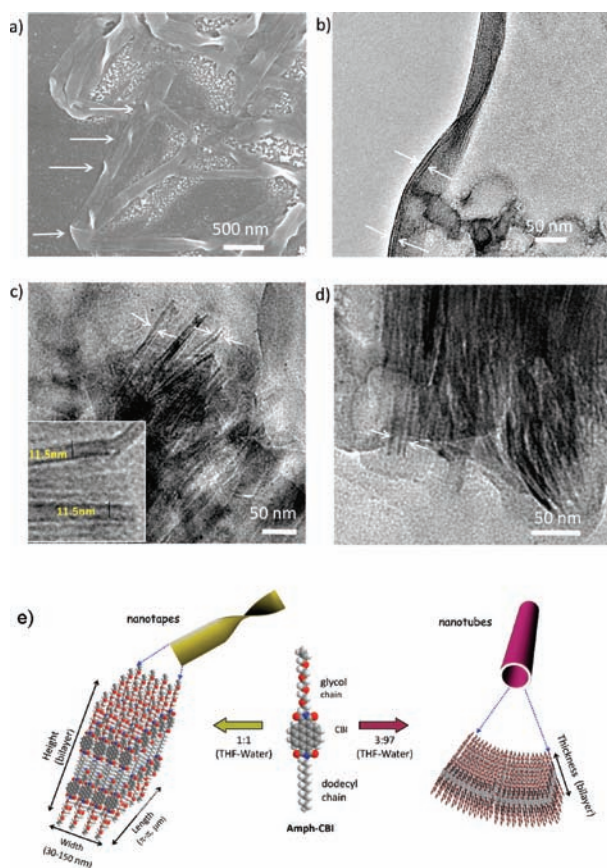 a)
500 nm
b)
50 nm
c)
11.5nm
11.5nm
50 nm
d)
50 nm
e)
nanotapes
nanotubes
glycol
chain
CBI
1:1
(THF-Water)
3:97
(THF-Water)
dodecyl
chain
Amph-CBI
Height
(bilayer)
Width
(30-150 nm)
Length
(π-π, μm)
Thickness
(bilayer)